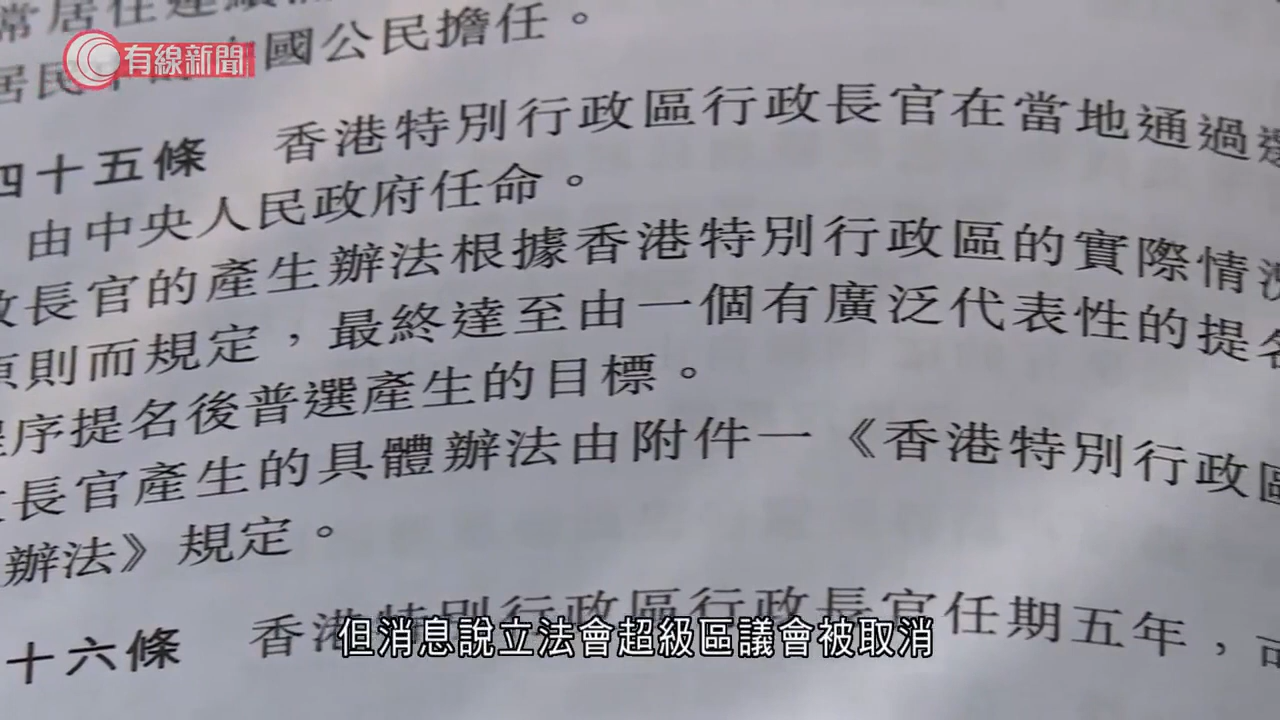 常居住連續
有線新聞
居民中的中國公民擔任。
四十五條 香港特別行政區行政長官在當地通過選
由中央人民政府任命。
政長官的產生辦法根據香港特別行政區的實際情況
原則而規定，最終達至由一個有廣泛代表性的提名
程序提名後普選產生的目標。
政長官產生的具體辦法由附件一《香港特別行政區
辦法》規定。
十六條 香港特別行政區行政長官任期五年，可
但消息說立法會超級區議會被取消